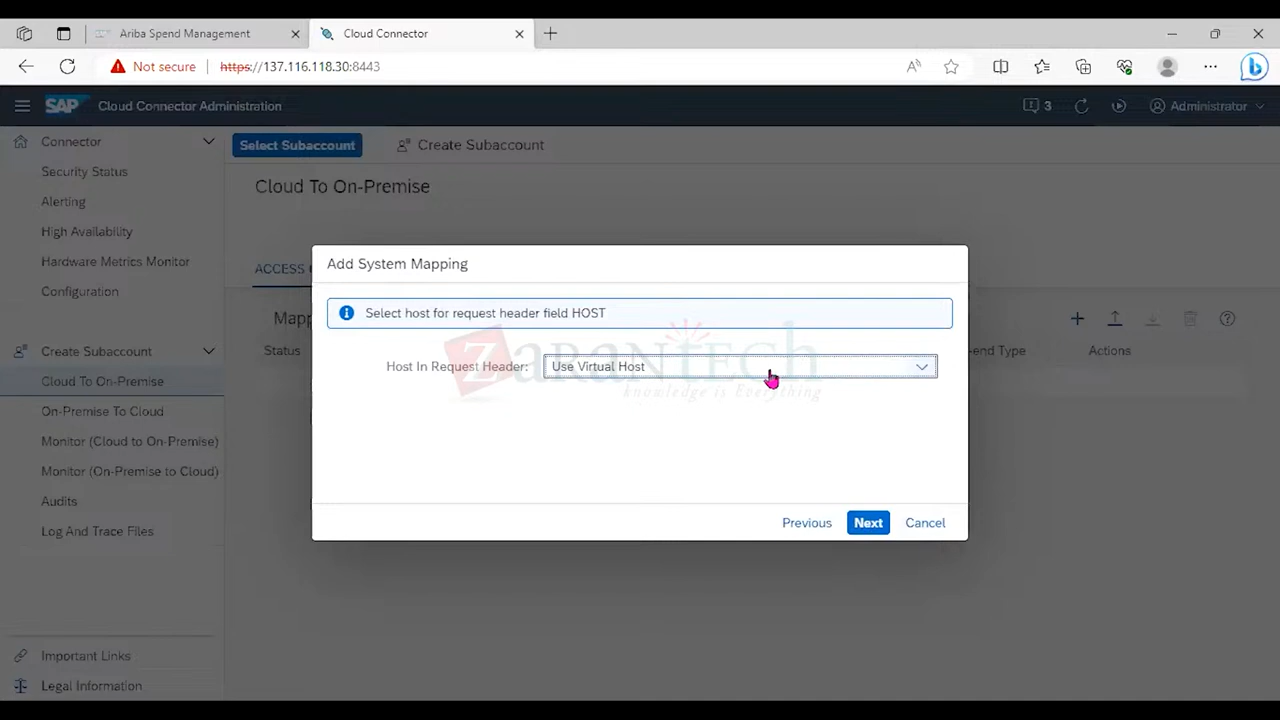 Ariba Spend Management
Cloud Connector
Not secure
https://137.116.118.30:8443
SAP
Cloud Connector Administration
3
Administrator
Connector
Security Status
Alerting
High Availability
Hardware Metrics Monitor
Configuration
Create Subaccount
Cloud To On-Premise
On-Premise To Cloud
Monitor (Cloud to On-Premise)
Monitor (On-Premise to Cloud)
Audits
Log And Trace Files
Important Links
Legal Information
Select Subaccount
Create Subaccount
Cloud To On-Premise
ACCESS
Status
Actions
Add System Mapping
Select host for request header field HOST
Host In Request Header:
Use Virtual Host
ZaranTech
knowledge is Everything
Previous
Next
Cancel